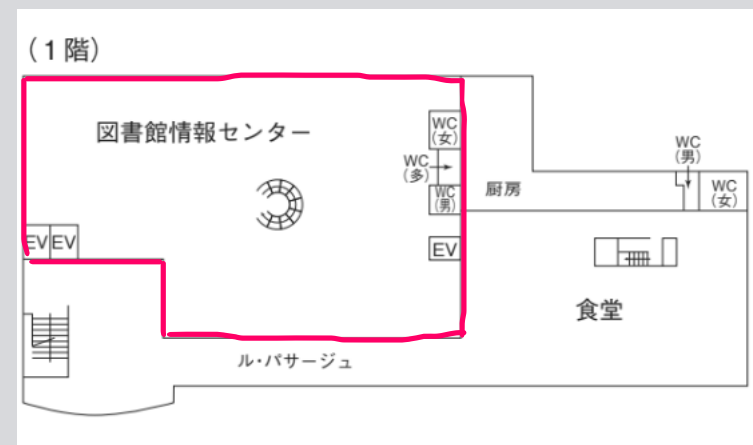 （1階）
図書館情報センター
WC
(女)
WC
(多)
WC
(男)
厨房
WC
(男)
WC
(女)
EV EV
EV
食堂
ル・パサージュ